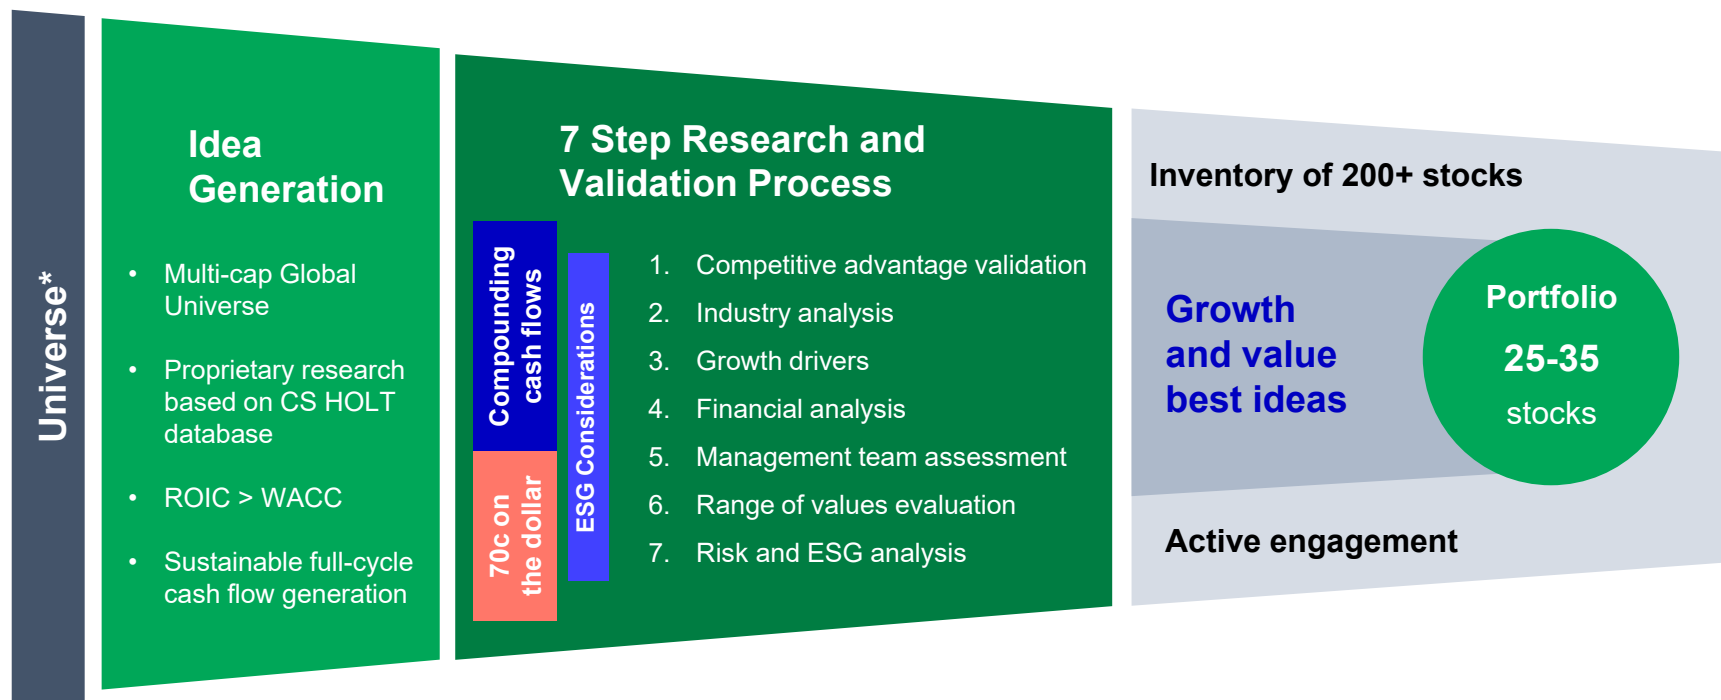 Universe*
Idea
Generation
• Multi-cap Global
Universe
• Proprietary research
based on CS HOLT
database
• ROIC > WACC
• Sustainable full-cycle
cash flow generation
7 Step Research and
Validation Process
Compounding
cash flows
70c on
the dollar
ESG Considerations
1. Competitive advantage validation
2. Industry analysis
3. Growth drivers
4. Financial analysis
5. Management team assessment
6. Range of values evaluation
7. Risk and ESG analysis
Inventory of 200+ stocks
Growth
and value
best ideas
Portfolio
25-35
stocks
Active engagement